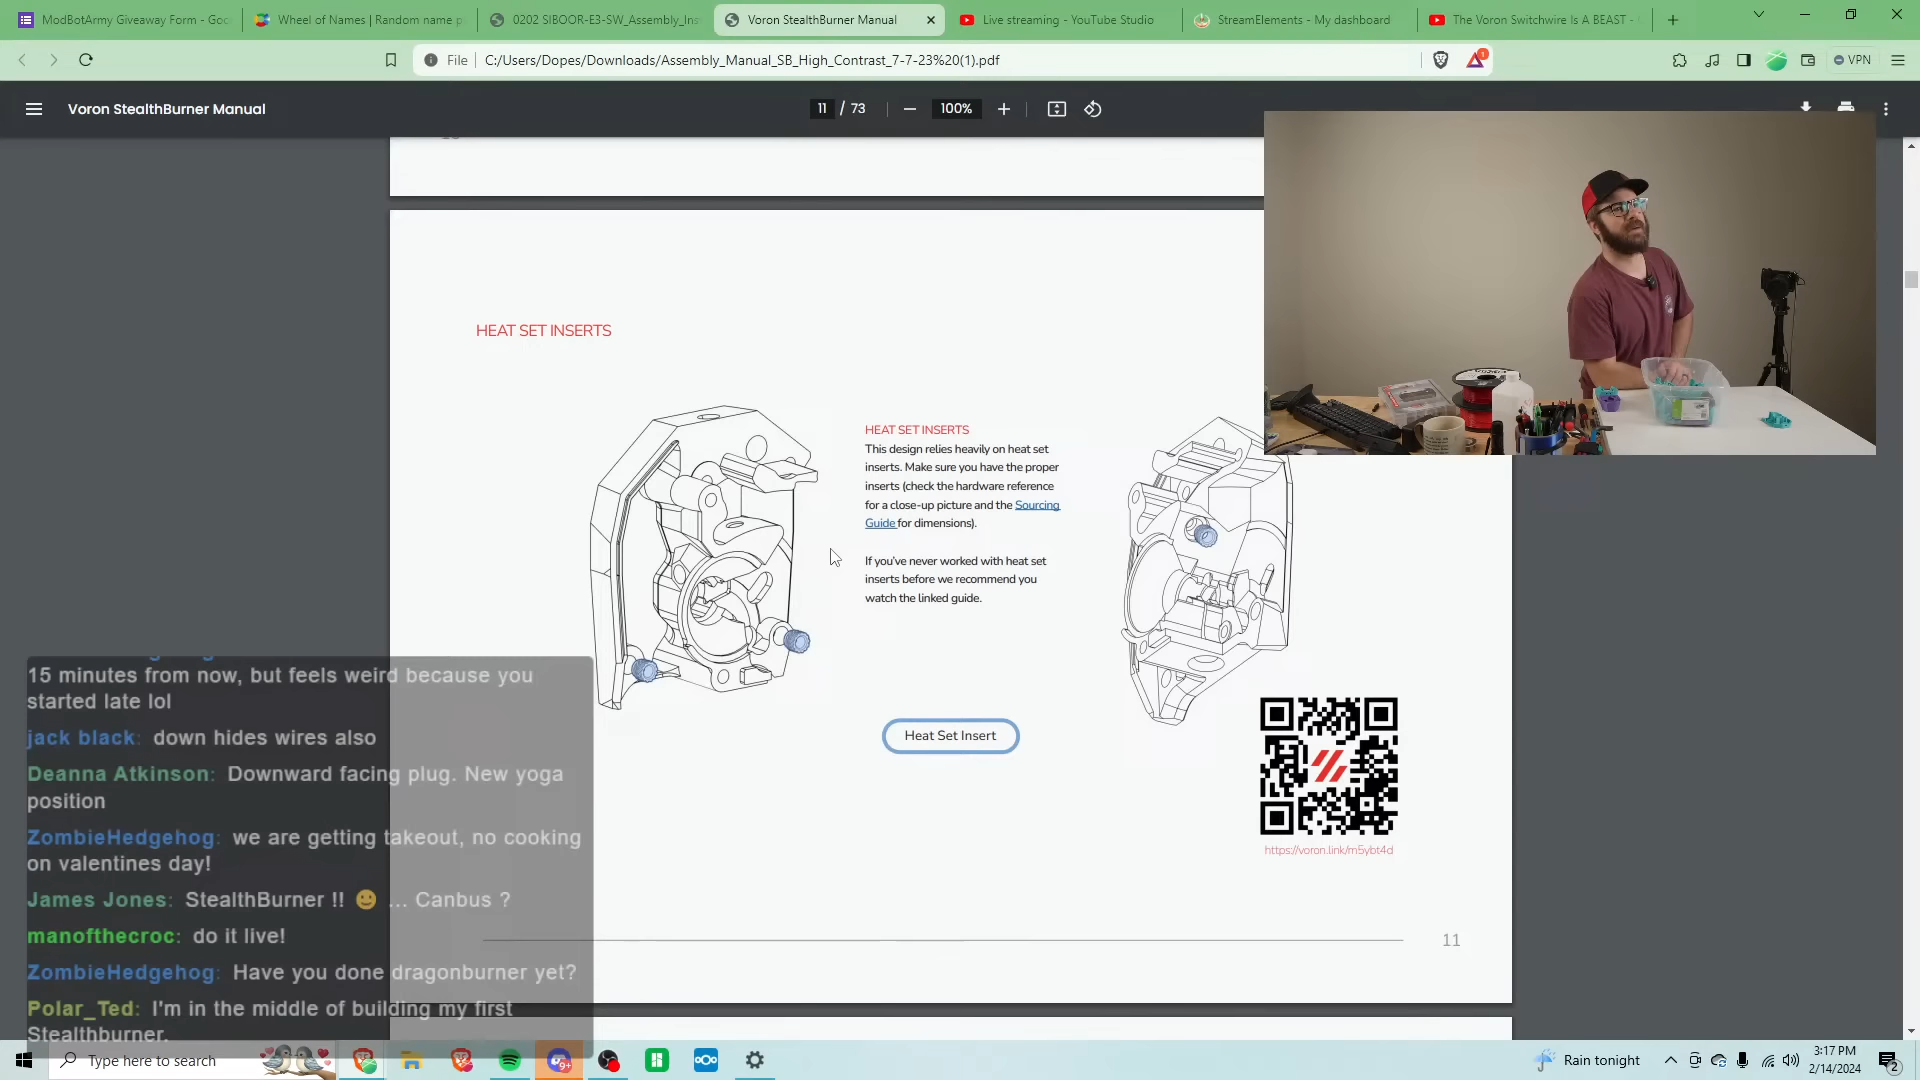 ModBotArmy Giveaway Form - Goo
Wheel of Names | Random name p
0202 SIBOOR-E3-SW_Assembly_Ins
Voron StealthBurner Manual
Live streaming - YouTube Studio
StreamElements - My dashboard
The Voron Switchwire Is A BEAST -
File
C:/Users/Dopes/Downloads/Assembly_Manual_SB_High_Contrast_7-7-23%20(1).pdf
1
VPN
Voron StealthBurner Manual
11 / 73
100%
HEAT SET INSERTS
HEAT SET INSERTS
This design relies heavily on heat set
inserts. Make sure you have the proper
inserts (check the hardware reference
for a close-up picture and the Sourcing
Guide for dimensions).
If you've never worked with heat set
inserts before we recommend you
watch the linked guide.
Heat Set Insert
https://voron.link/m5ybt4d
11
15 minutes from now, but feels weird because you
started late lol
jack black: down hides wires also
Deanna Atkinson: Downward facing plug. New yoga
position
ZombieHedgehog: we are getting takeout, no cooking
on valentines day!
James Jones: StealthBurner !! 🙂 ... Canbus ?
manofthecroc: do it live!
ZombieHedgehog: Have you done dragonburner yet?
Polar_Ted: I'm in the middle of building my first
Stealthburner.
Type here to search
9+
Rain tonight
3:17 PM
2/14/2024
2